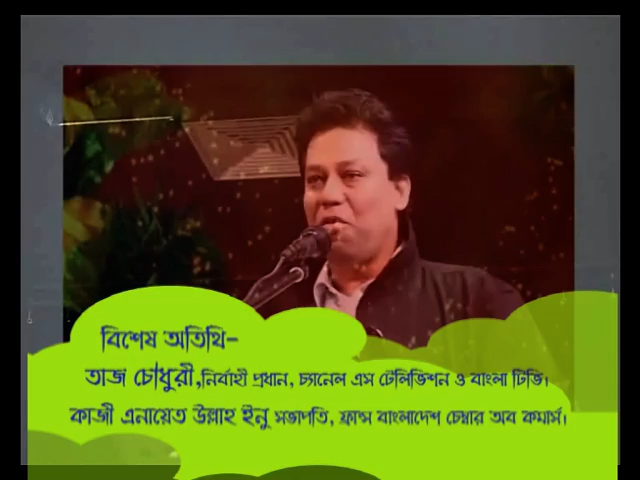 বিশেষ অতিথি-
তাজ চৌধুরী,নির্বাহী প্রধান, চ্যানেল এস টেলিভিশন ও বাংলা টিভি।
কাজী এনায়েত উল্লাহ ইনু সভাপতি, ফ্রান্স বাংলাদেশ চেম্বার অব কমার্স।